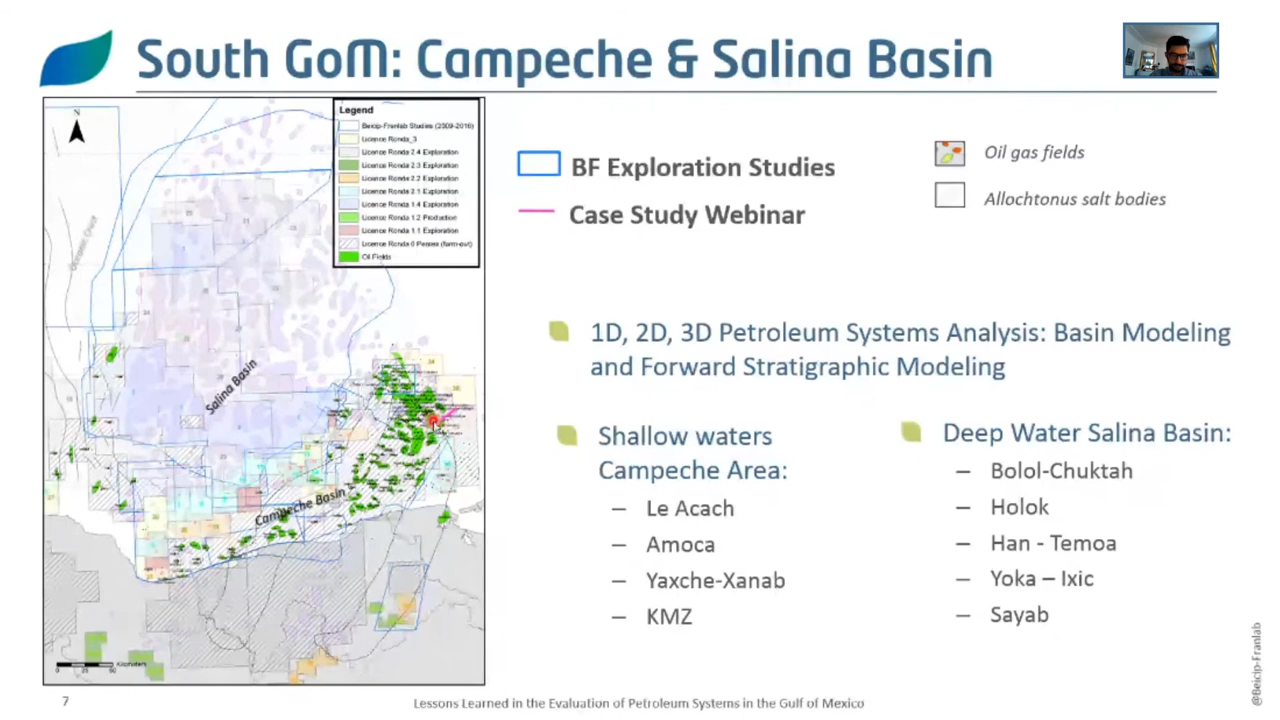 South GoM: Campeche & Salina Basin
N
Legend
Beicip-Franlab Studies (2009-2016)
Licence Ronda_3
Licence Ronda 2.4 Exploration
Licence Ronda 2.3 Exploration
Licence Ronda 2.2 Exploration
Licence Ronda 2.1 Exploration
Licence Ronda 1.4 Exploration
Licence Ronda 1.2 Production
Licence Ronda 1.1 Exploration
Licence Ronda 0 Pemex (farm-out)
Oil Fields
Salina Basin
Campeche Basin
Kilometers
BF Exploration Studies
Case Study Webinar
Oil gas fields
Allochtonus salt bodies
1D, 2D, 3D Petroleum Systems Analysis: Basin Modeling
and Forward Stratigraphic Modeling
Shallow waters
Campeche Area:
– Le Acach
– Amoca
– Yaxche-Xanab
– KMZ
Deep Water Salina Basin:
– Bolol-Chuktah
– Holok
– Han - Temoa
– Yoka – Ixic
– Sayab
@Beicip-Franlab
7
Lessons Learned in the Evaluation of Petroleum Systems in the Gulf of Mexico